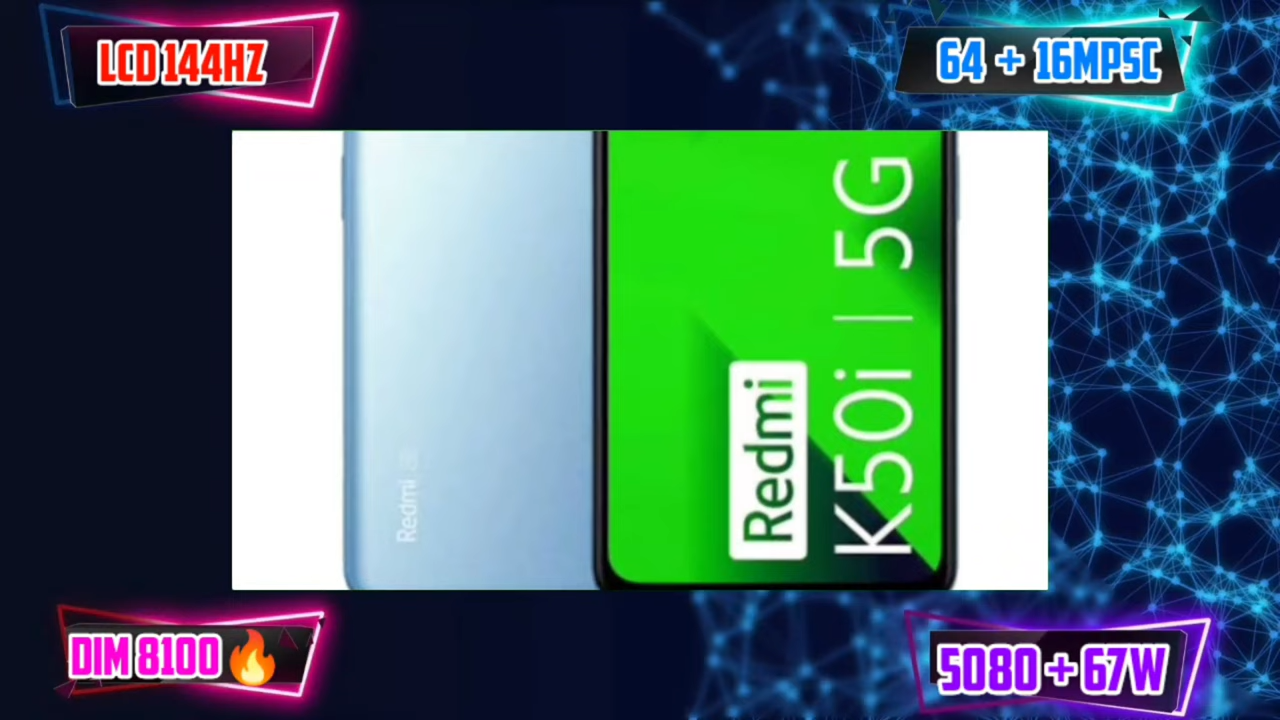 LCD 144HZ
64 + 16MPSC
Redmi
Redmi
K50i | 5G
DIM 8100🔥
5080 + 67W